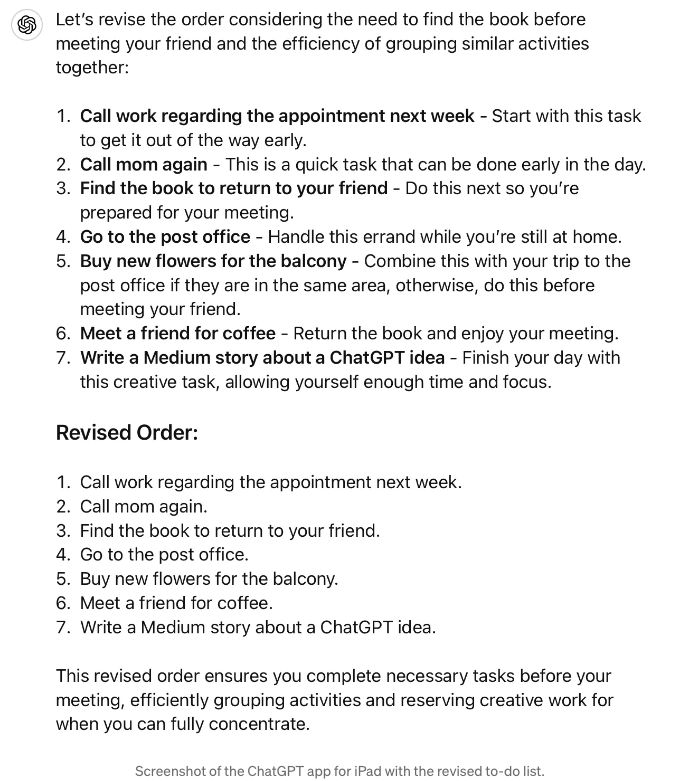 Let’s revise the order considering the need to find the book before
meeting your friend and the efficiency of grouping similar activities
together:
1. Call work regarding the appointment next week - Start with this task
to get it out of the way early.
2. Call mom again - This is a quick task that can be done early in the day.
3. Find the book to return to your friend - Do this next so you’re
prepared for your meeting.
4. Go to the post office - Handle this errand while you’re still at home.
5. Buy new flowers for the balcony - Combine this with your trip to the
post office if they are in the same area, otherwise, do this before
meeting your friend.
6. Meet a friend for coffee - Return the book and enjoy your meeting.
7. Write a Medium story about a ChatGPT idea - Finish your day with
this creative task, allowing yourself enough time and focus.
Revised Order:
1. Call work regarding the appointment next week.
2. Call mom again.
3. Find the book to return to your friend.
4. Go to the post office.
5. Buy new flowers for the balcony.
6. Meet a friend for coffee.
7. Write a Medium story about a ChatGPT idea.
This revised order ensures you complete necessary tasks before your
meeting, efficiently grouping activities and reserving creative work for
when you can fully concentrate.
Screenshot of the ChatGPT app for iPad with the revised to-do list.